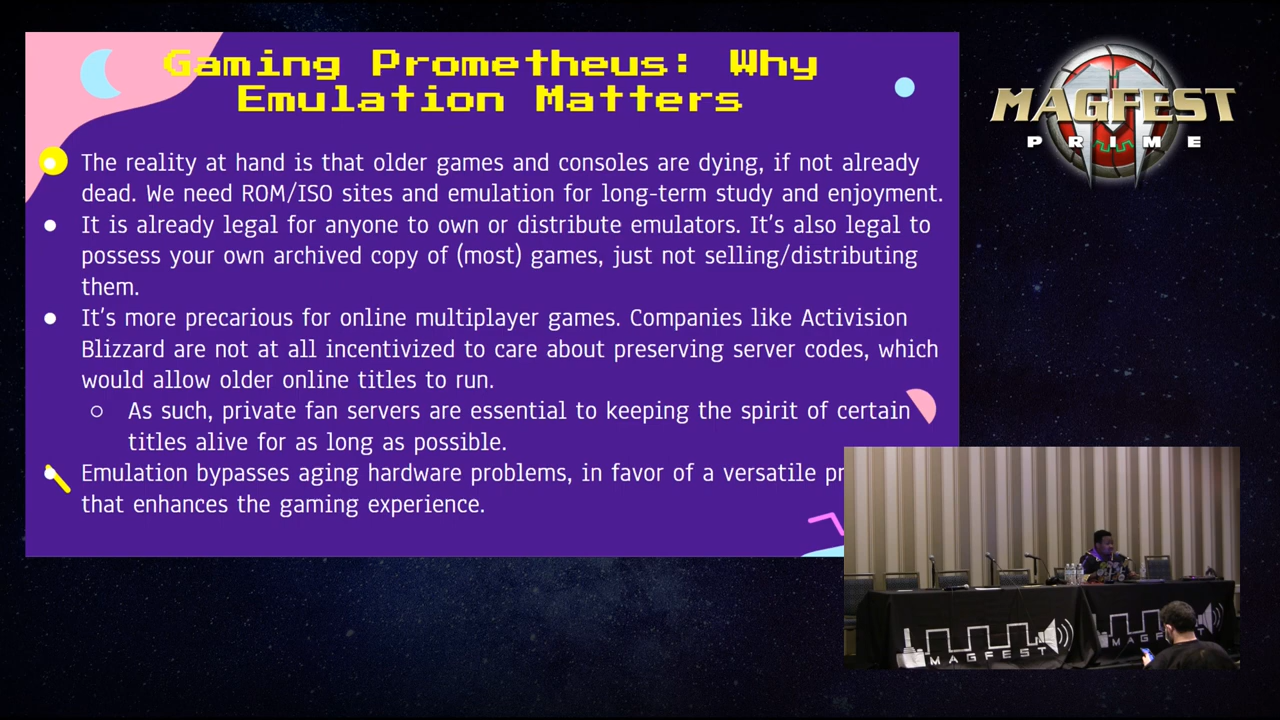 Gaming Prometheus: Why
Emulation Matters
MAGFEST
PRIME
The reality at hand is that older games and consoles are dying, if not already
dead. We need ROM/ISO sites and emulation for long-term study and enjoyment.
It is already legal for anyone to own or distribute emulators. It's also legal to
possess your own archived copy of (most) games, just not selling/distributing
them.
It's more precarious for online multiplayer games. Companies like Activision
Blizzard are not at all incentivized to care about preserving server codes, which
would allow older online titles to run.
As such, private fan servers are essential to keeping the spirit of certain
titles alive for as long as possible.
Emulation bypasses aging hardware problems, in favor of a versatile
that enhances the gaming experience.
MAGFEST
MAGF